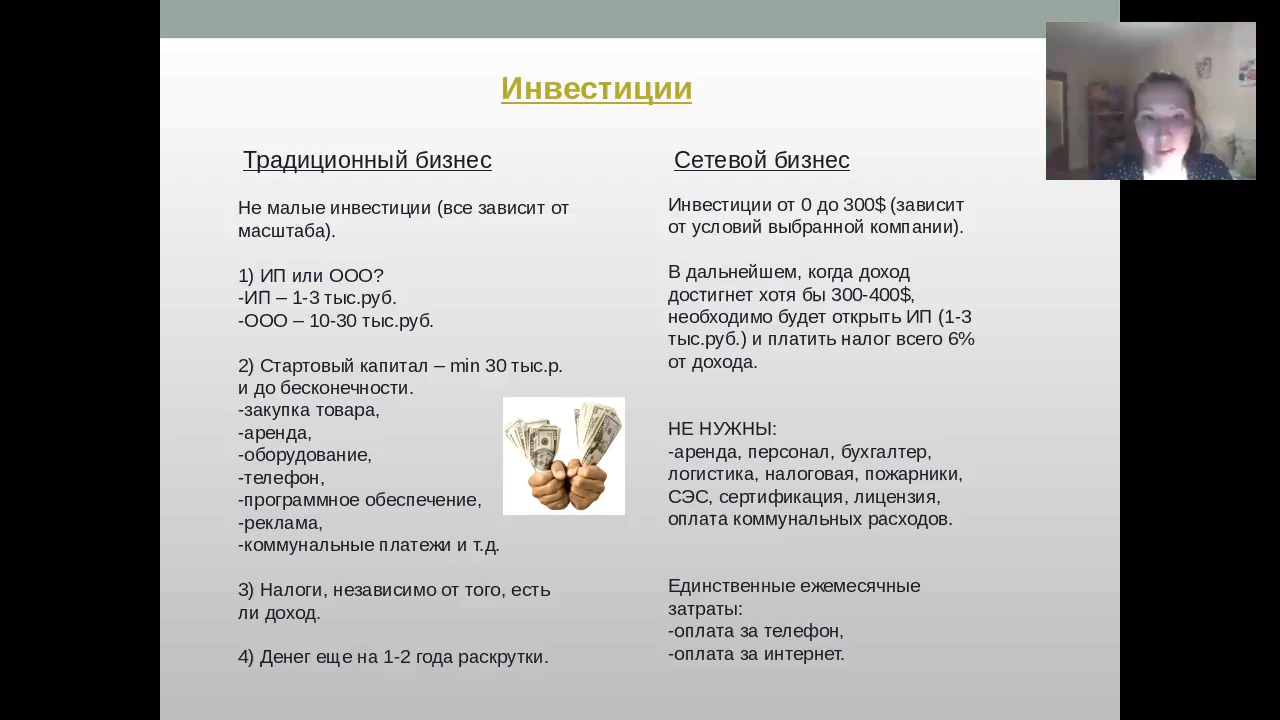 Инвестиции
Традиционный бизнес
Не малые инвестиции (все зависит от
масштаба).
1) ИП или ООО?
-ИП – 1-3 тыс.руб.
-ООО – 10-30 тыс.руб.
2) Стартовый капитал – min 30 тыс.р.
и до бесконечности.
-закупка товара,
-аренда,
-оборудование,
-телефон,
-программное обеспечение,
-реклама,
-коммунальные платежи и т.д.
3) Налоги, независимо от того, есть
ли доход.
4) Денег еще на 1-2 года раскрутки.
Сетевой бизнес
Инвестиции от 0 до 300$ (зависит
от условий выбранной компании).
В дальнейшем, когда доход
достигнет хотя бы 300-400$,
необходимо будет открыть ИП (1-3
тыс.руб.) и платить налог всего 6%
от дохода.
НЕ НУЖНЫ:
-аренда, персонал, бухгалтер,
логистика, налоговая, пожарники,
СЭС, сертификация, лицензия,
оплата коммунальных расходов.
Единственные ежемесячные
затраты:
-оплата за телефон,
-оплата за интернет.